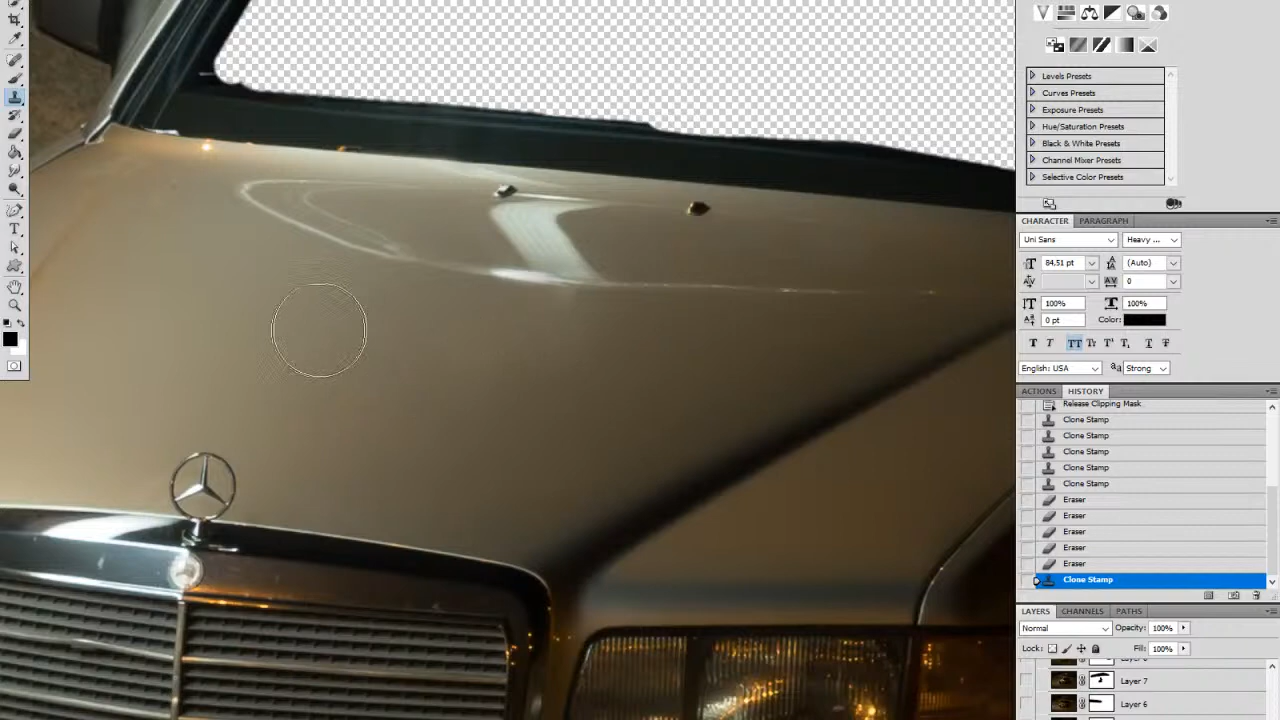 Levels Presets
Curves Presets
Exposure Presets
Hue/Saturation Presets
Black & White Presets
Channel Mixer Presets
Selective Color Presets
CHARACTER PARAGRAPH
Uni Sans Heavy ...
84,51 pt (Auto)
0
100% 100%
0 pt Color:
T T TT Tr T¹ T, T T
English: USA Strong
ACTIONS HISTORY
Release Clipping Mask
Clone Stamp
Clone Stamp
Clone Stamp
Clone Stamp
Clone Stamp
Eraser
Eraser
Eraser
Eraser
Eraser
Clone Stamp
LAYERS CHANNELS PATHS
Normal Opacity: 100%
Lock: Fill: 100%
Layer 7
Layer 6